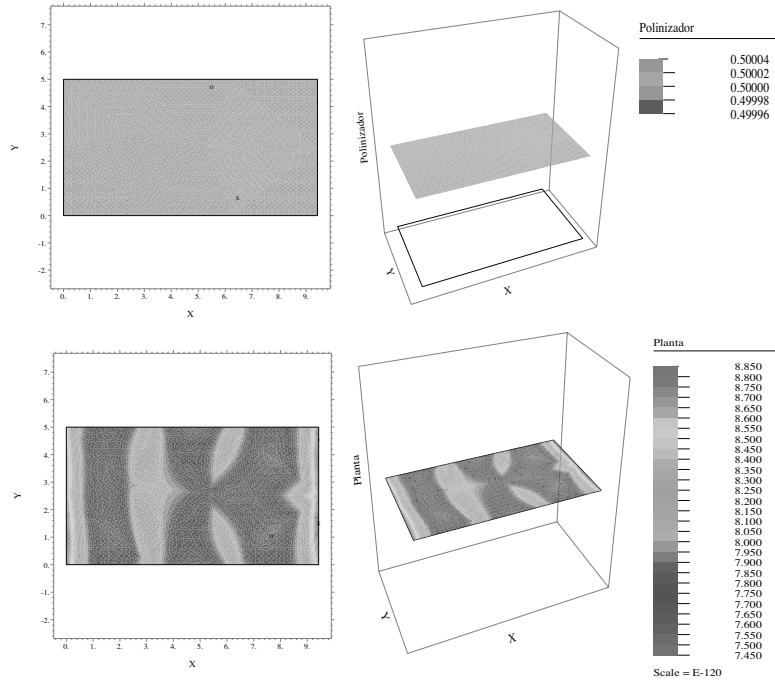 7.
6.
5.
4.
3.
2.
1.
0.
-1.
-2.
Y
o
x
0. 1. 2. 3. 4. 5. 6. 7. 8. 9.
X
Polinizador
Y
X
Polinizador
0.50004
0.50002
0.50000
0.49998
0.49996
7.
6.
5.
4.
3.
2.
1.
0.
-1.
-2.
Y
o
x
0. 1. 2. 3. 4. 5. 6. 7. 8. 9.
X
Planta
Y
X
Planta
8.850
8.800
8.750
8.700
8.650
8.600
8.550
8.500
8.450
8.400
8.350
8.300
8.250
8.200
8.150
8.100
8.050
8.000
7.950
7.900
7.850
7.800
7.750
7.700
7.650
7.600
7.550
7.500
7.450
Scale = E-120